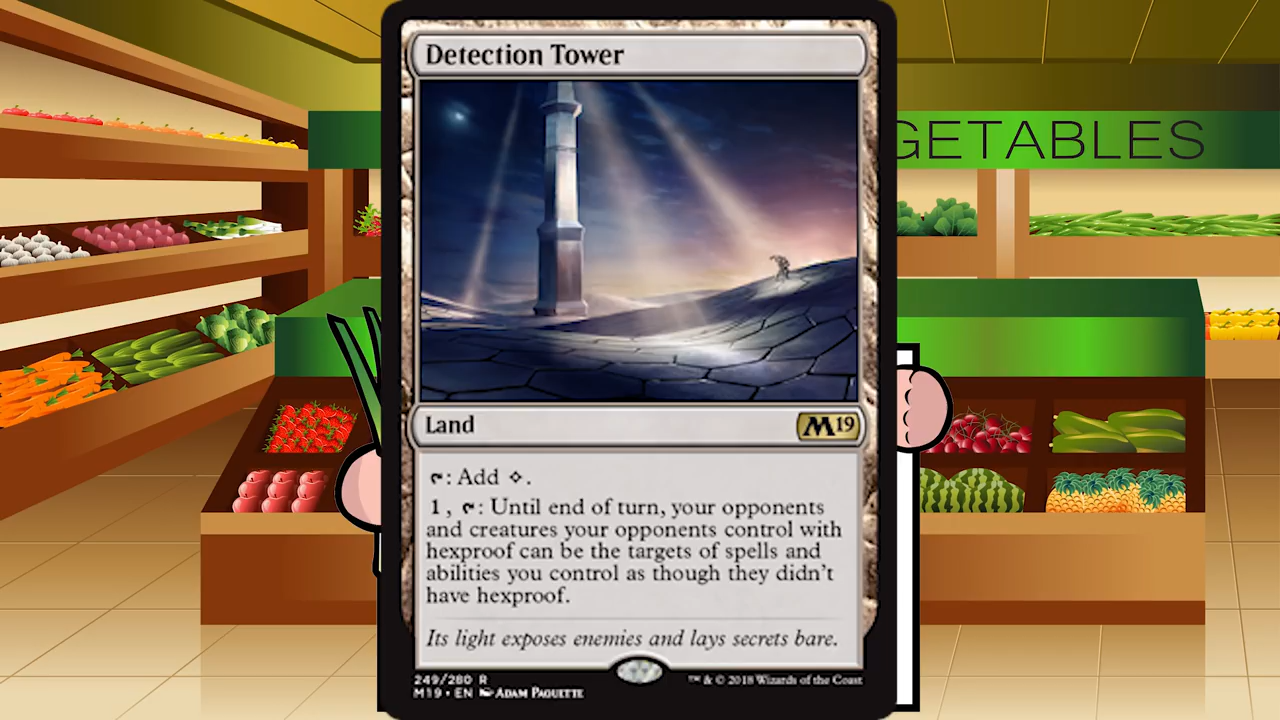 Detection Tower
GETABLES
Land
M19
: Add .
1, : Until end of turn, your opponents
and creatures your opponents control with
hexproof can be the targets of spells and
abilities you control as though they didn't
have hexproof.
Its light exposes enemies and lays secrets bare.
249/280 R
M19 • EN ADAM PAQUETTE
™ & © 2018 Wizards of the Coast